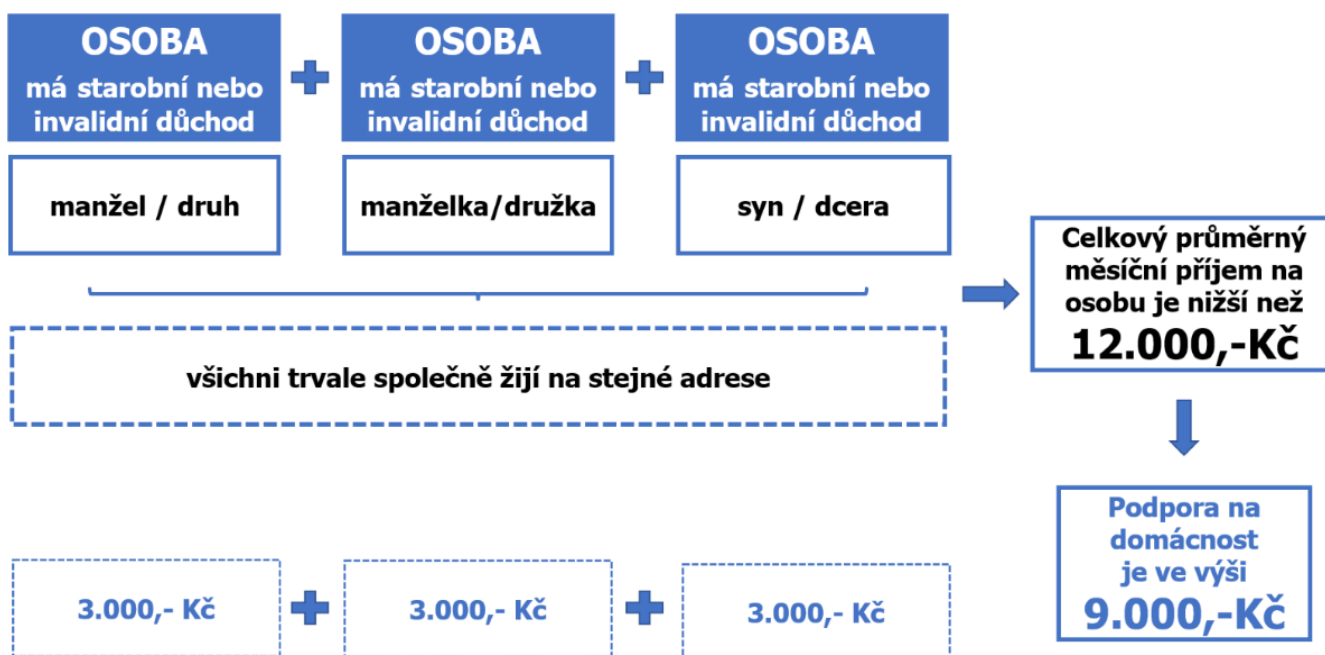 OSOBA
má starobní nebo
invalidní důchod
OSOBA
má starobní nebo
invalidní důchod
OSOBA
má starobní nebo
invalidní důchod
manžel / druh
manželka/družka
syn / dcera
všichni trvale společně žijí na stejné adrese
Celkový průměrný
měsíční příjem na
osobu je nižší než
12.000,-Kč
3.000,- Kč
3.000,- Kč
3.000,- Kč
Podpora na
domácnost
je ve výši
9.000,-Kč